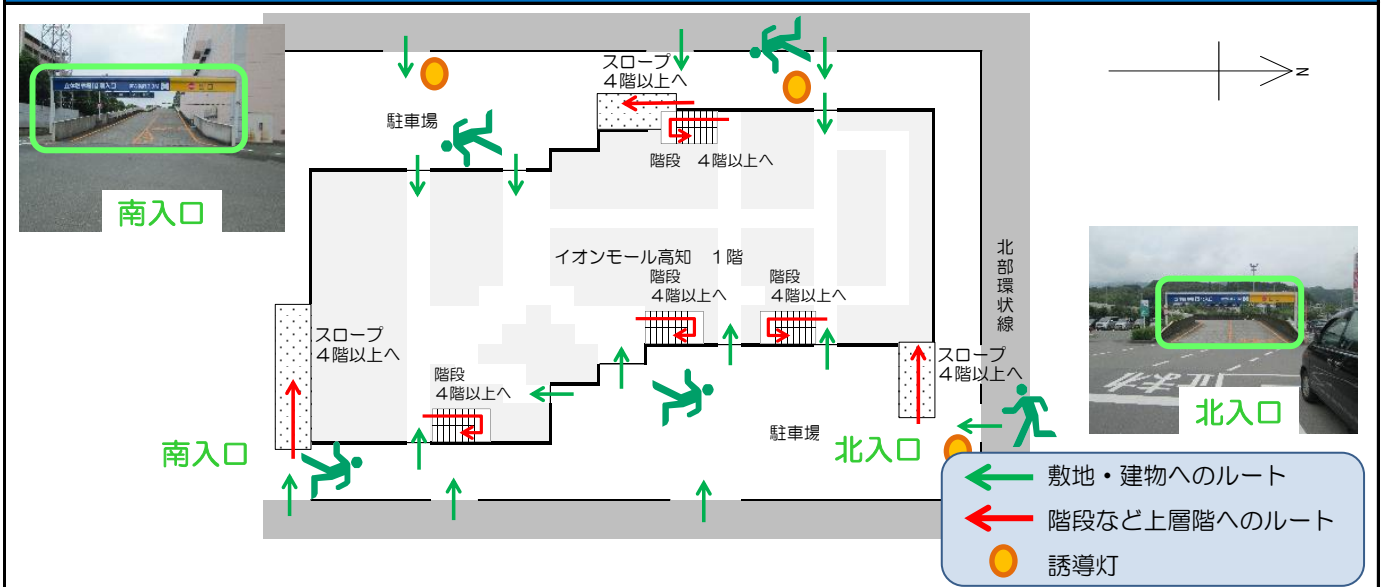 スロープ
４階以上へ
駐車場
階段　４階以上へ
南入口
N
イオンモール高知　１階
階段
４階以上へ
階段
４階以上へ
北部環状線
スロープ
４階以上へ
スロープ
４階以上へ
階段
４階以上へ
北入口
南入口
駐車場
北入口
敷地・建物へのルート
階段など上層階へのルート
誘導灯